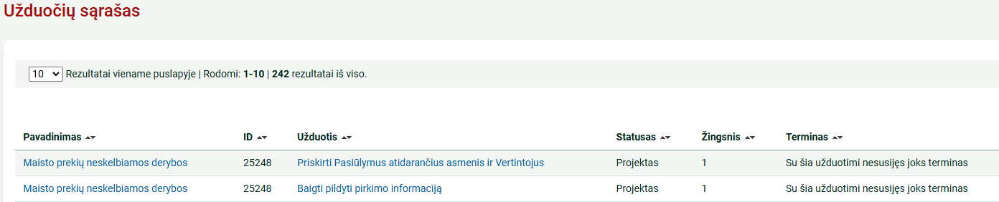 Užduočių sąrašas
10 Rezultatai viename puslapyje | Rodomi: 1-10 | 242 rezultatai iš viso.
Pavadinimas ID Užduotis Statusas Žingsnis Terminas
Maisto prekių neskelbiamos derybos 25248 Priskirti Pasiūlymus atidarančius asmenis ir Vertintojus Projektas 1 Su šia užduotimi nesusijęs joks terminas
Maisto prekių neskelbiamos derybos 25248 Baigti pildyti pirkimo informaciją Projektas 1 Su šia užduotimi nesusijęs joks terminas